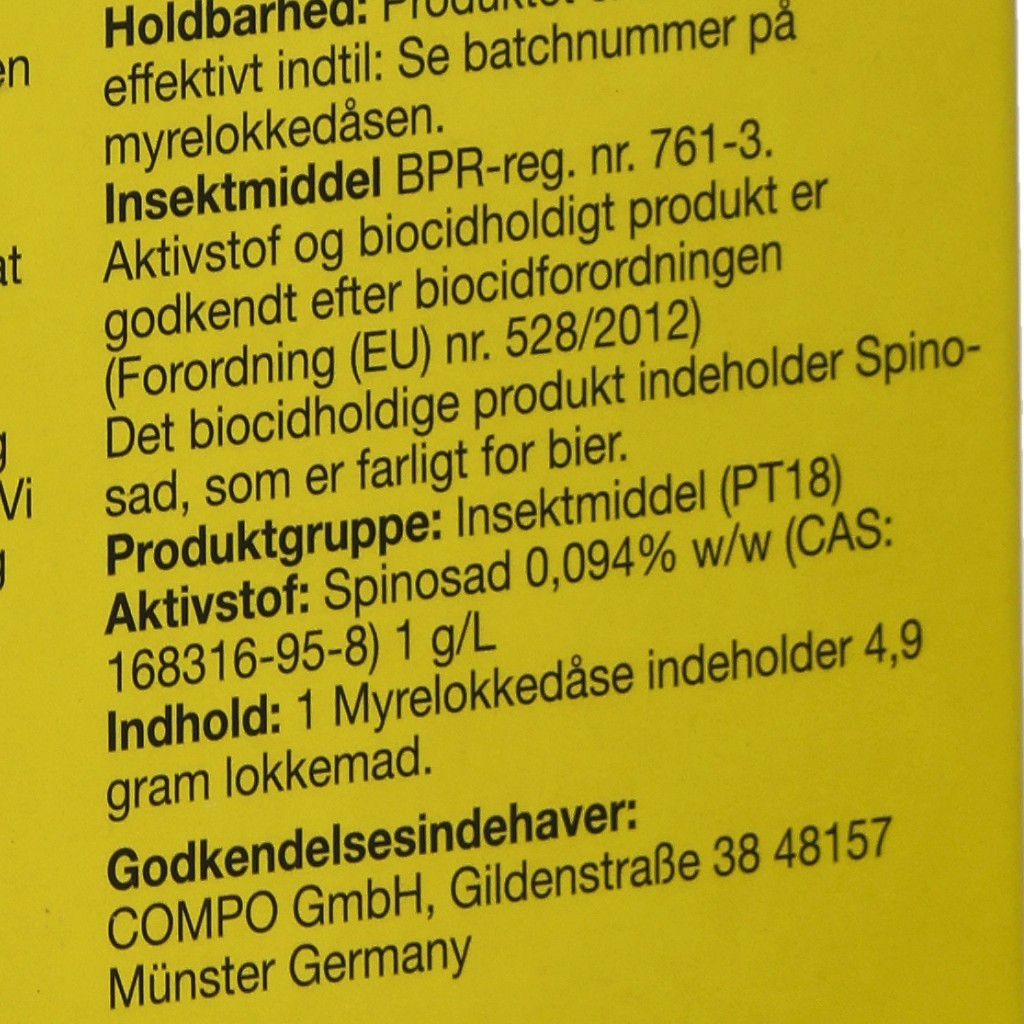 en
at
Vi
Holdbarhed:
effektivt indtil: Se batchnummer på
myrelokkedåsen.
Insektmiddel BPR-reg. nr. 761-3.
Aktivstof og biocidholdigt produkt er
godkendt efter biocidforordningen
(Forordning (EU) nr. 528/2012)
Det biocidholdige produkt indeholder Spino-
sad, som er farligt for bier.
Produktgruppe: Insektmiddel (PT18)
Aktivstof: Spinosad 0,094% w/w (CAS:
168316-95-8) 1 g/L
Indhold: 1 Myrelokkedåse indeholder 4,9
gram lokkemad.
Godkendelsesindehaver:
COMPO GmbH, Gildenstraße 38 48157
Münster Germany